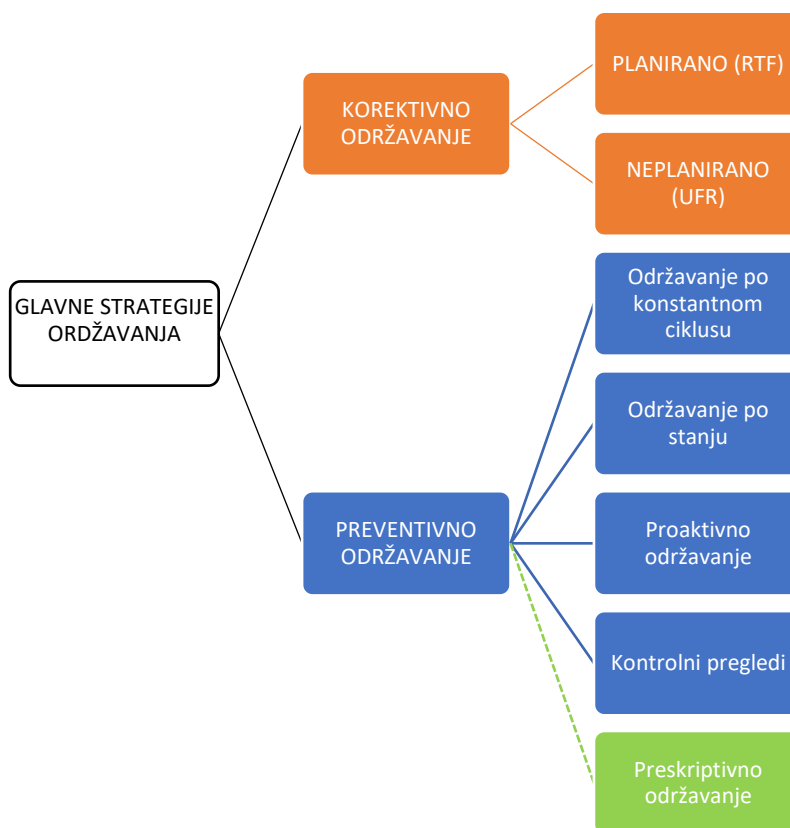 PLANIRANO (RTF)
KOREKTIVNO
ODRŽAVANJE
NEPLANIRANO
(UFR)
GLAVNE STRATEGIJE
ORDŽAVANJA
Održavanje po
konstantnom
ciklusu
Održavanje po
stanju
PREVENTIVNO
ODRŽAVANJE
Proaktivno
održavanje
Kontrolni pregledi
Preskriptivno
održavanje